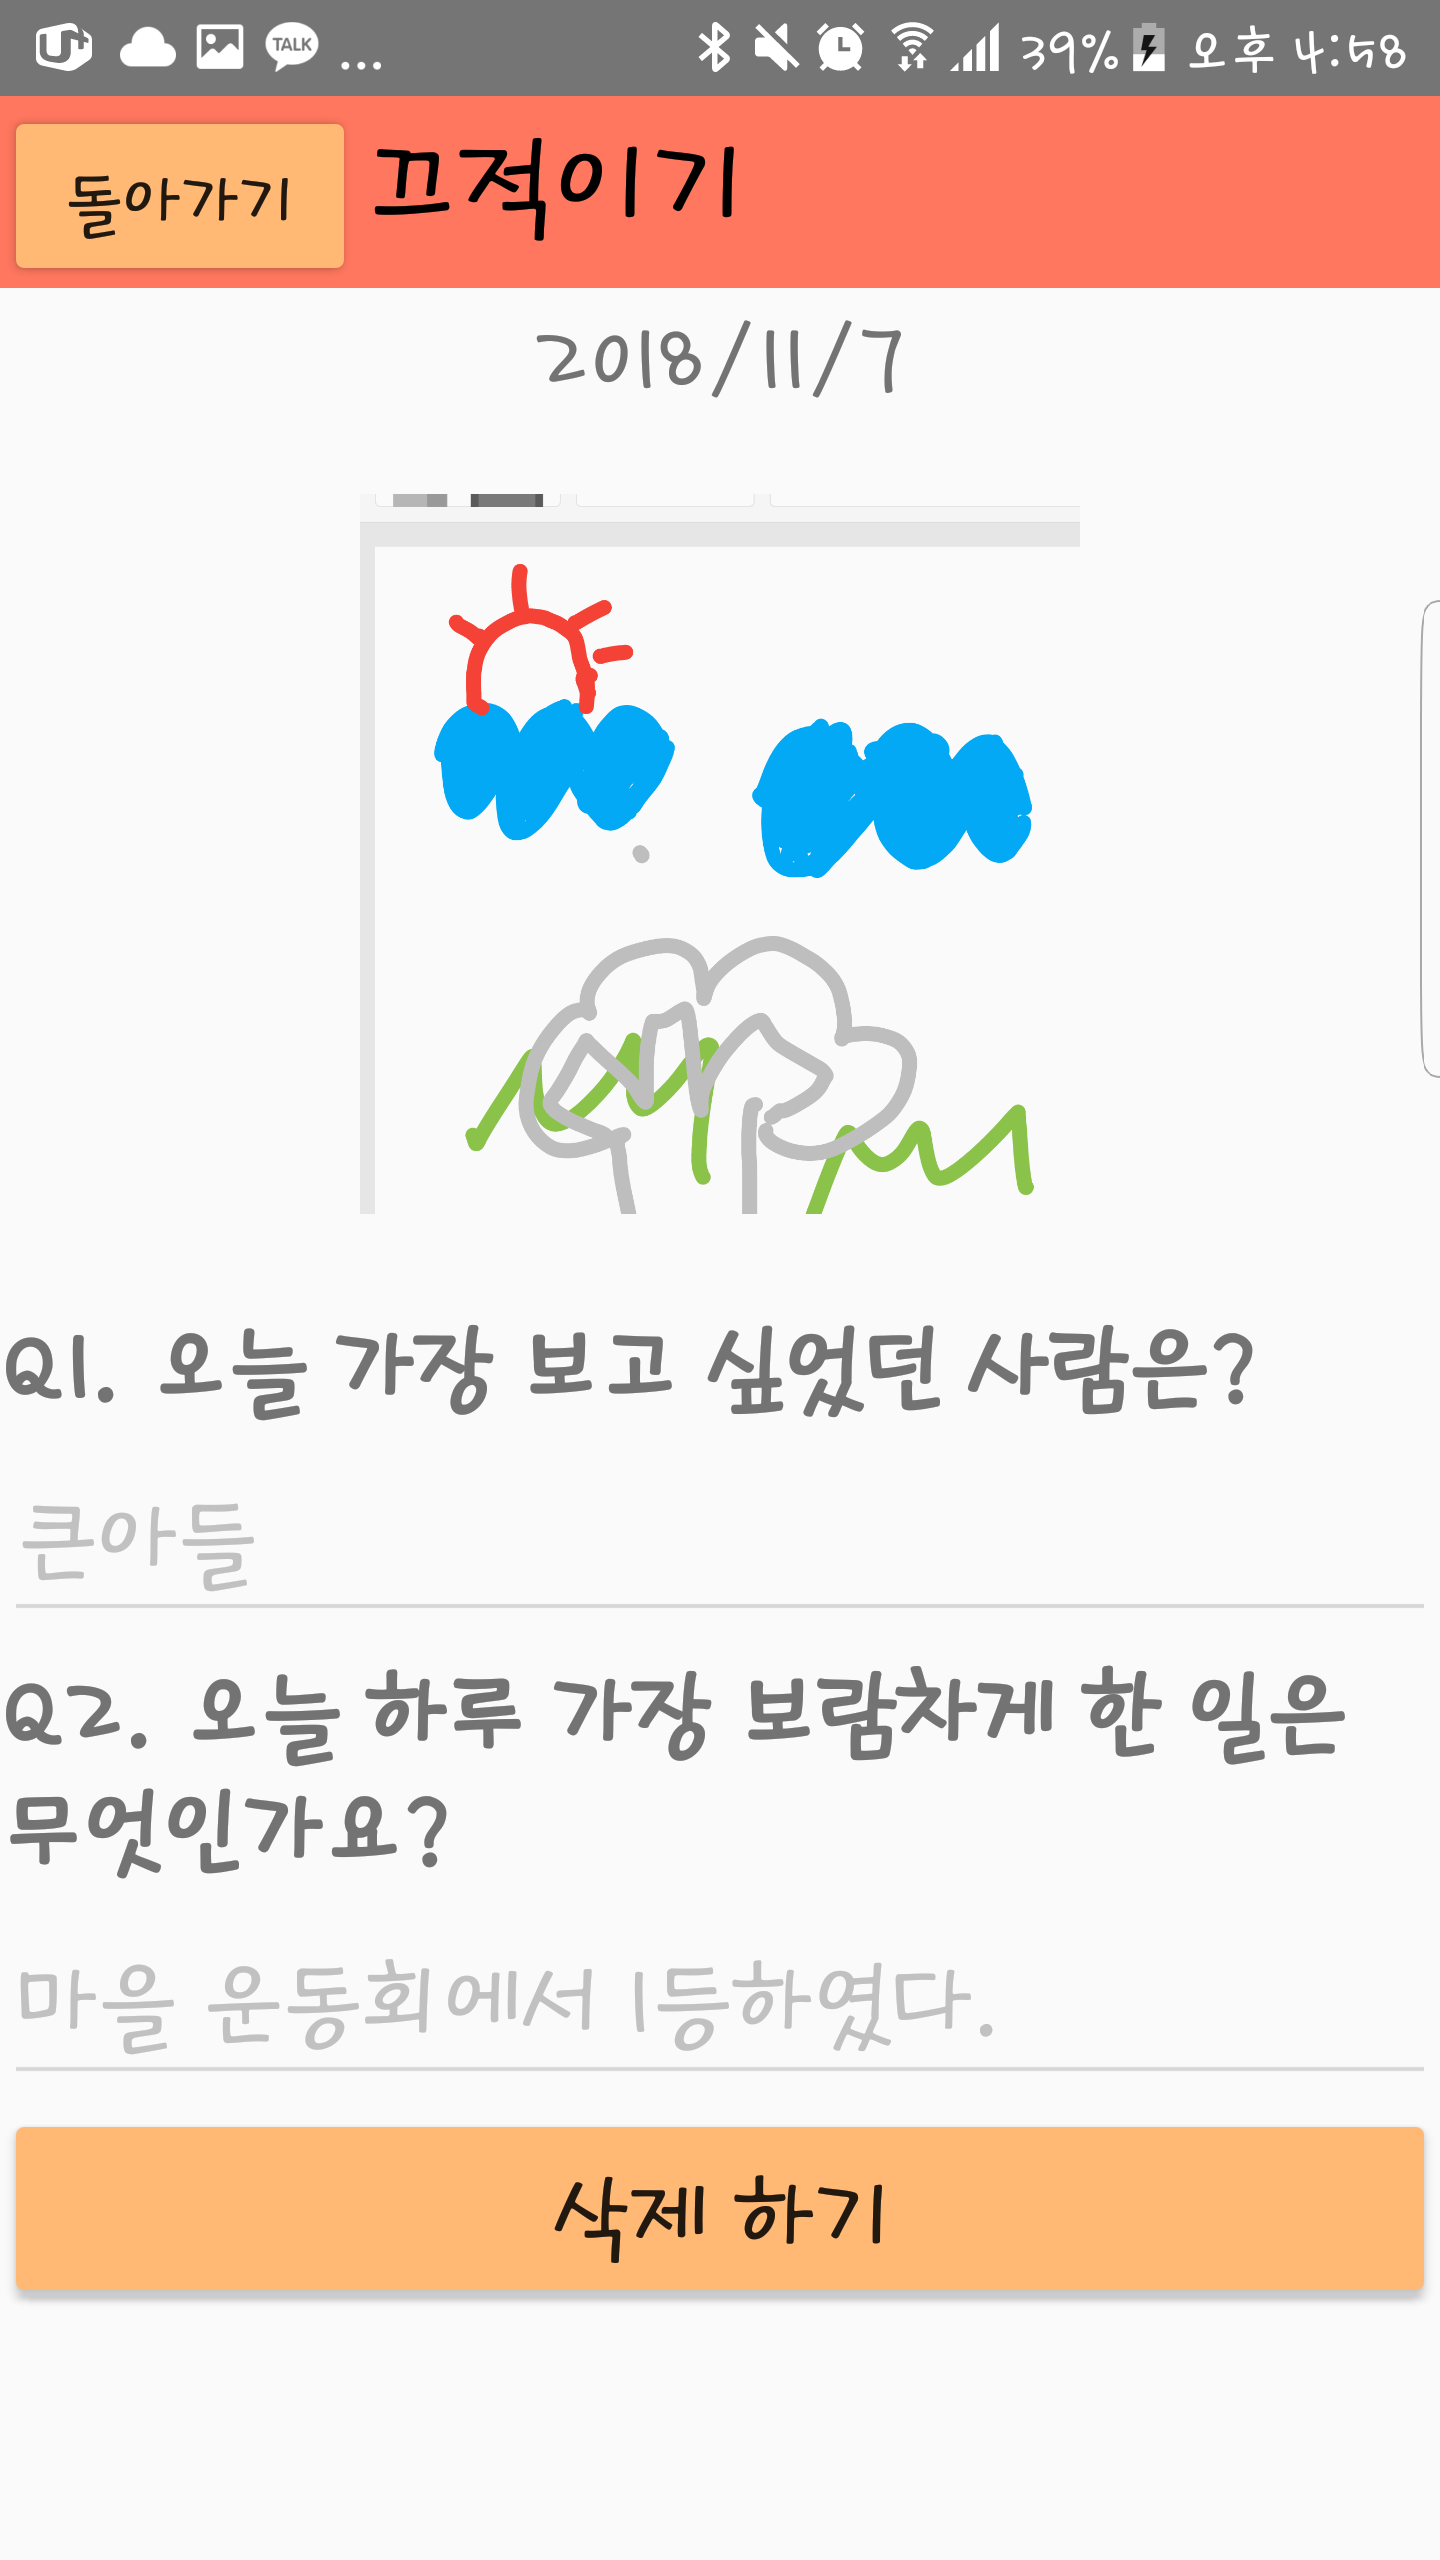 U+
TALK
...
39%
오후 4:58
돌아가기
끄적이기
2018/11/7
Q1. 오늘 가장 보고 싶었던 사람은?
큰아들
Q2. 오늘 하루 가장 보람차게 한 일은
무엇인가요?
마을 운동회에서 1등하였다.
삭제 하기